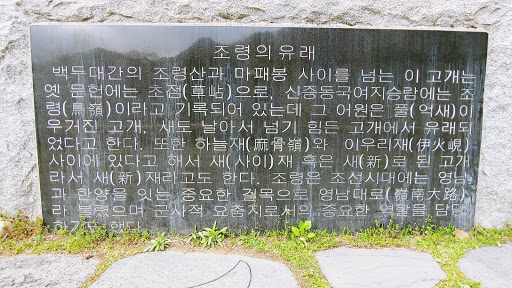 조령의 유래
백두대간의 조령산과 마패봉 사이를 넘는 이 고개는
옛 문헌에는 초점(草岾)으로, 신증동국여지승람에는 조
령(鳥嶺)이라고 기록되어 있는데 그 어원은 풀(억새)이
우거진 고개, 새도 날아서 넘기 힘든 고개에서 유래되
었다고 한다. 또한 하늘재(麻骨嶺)와 이우리재(伊火峴)
사이에 있다고 해서 새(사이)재 혹은 새(新)로 된 고개
라서 새(新)재라고도 한다. 조령은 조선시대에는 영남
과 한양을 잇는 중요한 길목으로 영남대로(嶺南大路)
라 불렸으며 군사적 요충지로서의 중요한 역할을 담당
하기도 했다.